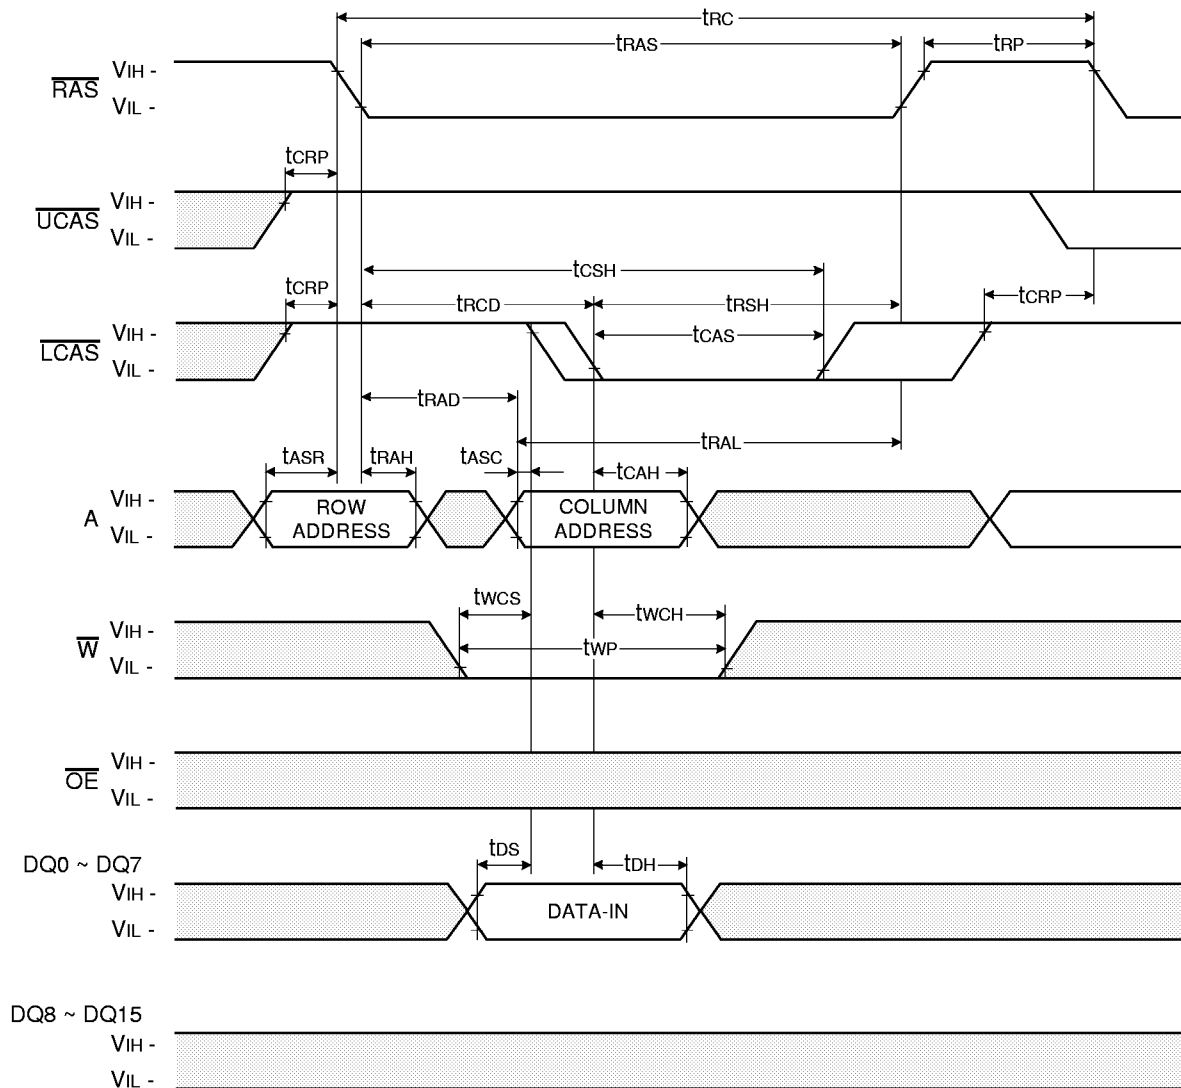 tRC
tRAS
tRP
RAS
VIH -
VIL -
tCRP
UCAS
VIH -
VIL -
tCSH
tCRP
tRCD
tRSH
tCRP
LCAS
VIH -
VIL -
tCAS
tRAD
tRAL
tASR
tRAH
tASC
tCAH
A
VIH -
VIL -
ROW
ADDRESS
COLUMN
ADDRESS
tWCS
tWCH
W
VIH -
VIL -
tWP
OE
VIH -
VIL -
tDS
tDH
DQ0 ~ DQ7
VIH -
VIL -
DATA-IN
DQ8 ~ DQ15
VIH -
VIL -